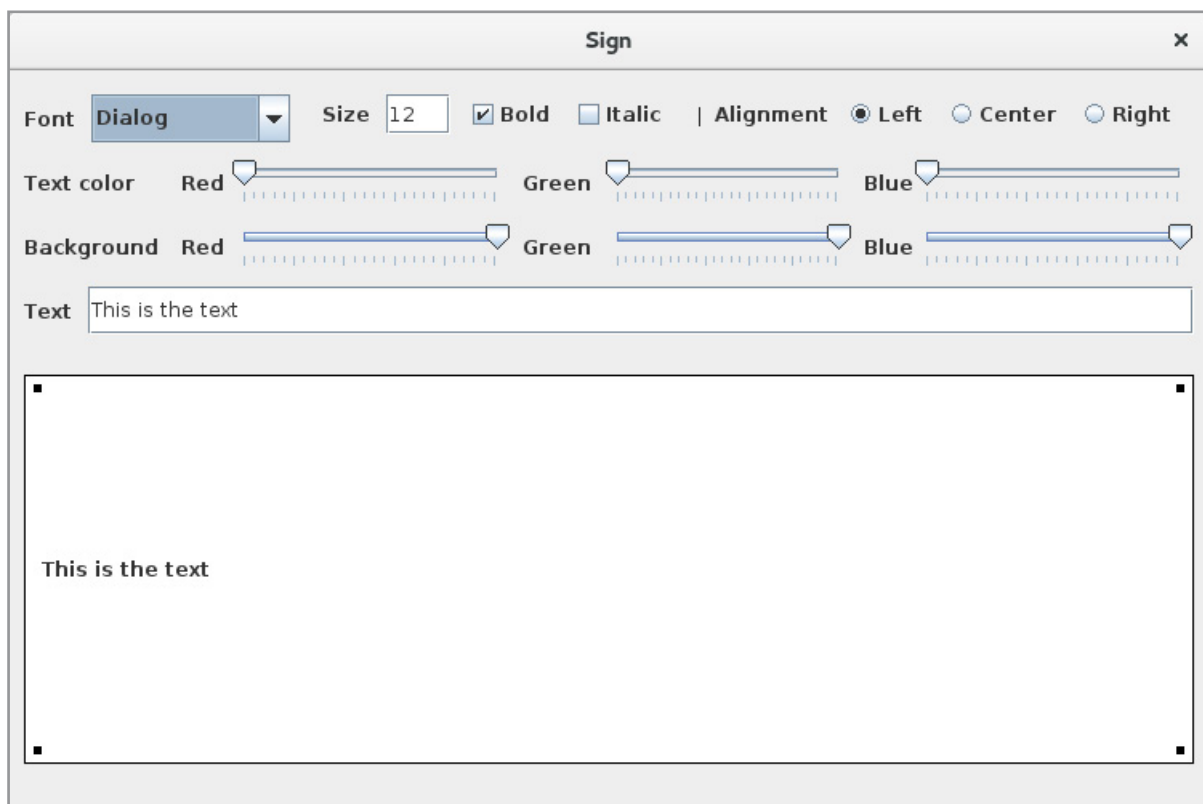 Sign ×
Font Dialog Size 12 Bold Italic | Alignment Left Center Right
Text color Red Green Blue
Background Red Green Blue
Text This is the text
This is the text